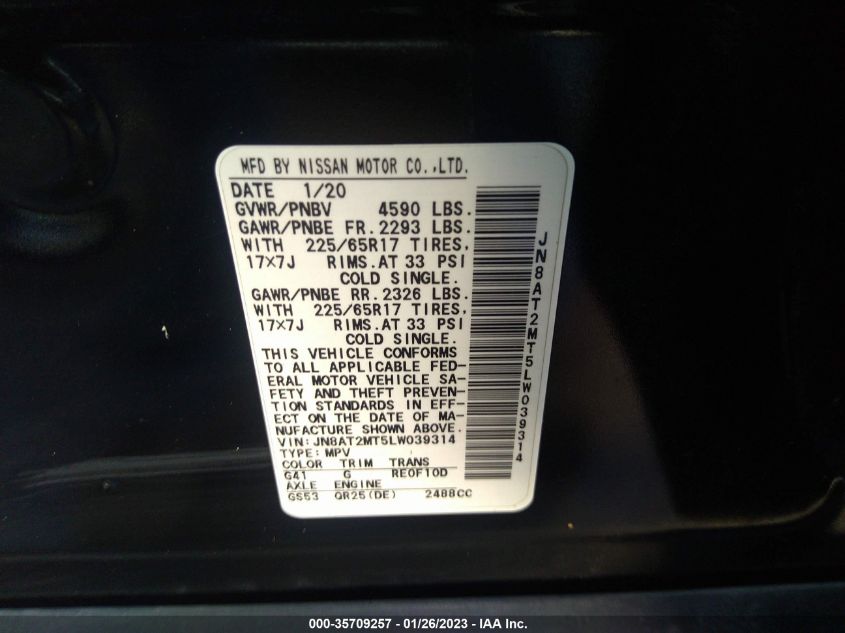 MFD BY NISSAN MOTOR CO.,LTD.
DATE 1/20
GVWR/PNBV 4590 LBS.
GAWR/PNBE FR. 2293 LBS.
WITH 225/65R17 TIRES,
17×7J RIMS.AT 33 PSI
COLD SINGLE.
GAWR/PNBE RR. 2326 LBS.
WITH 225/65R17 TIRES,
17×7J RIMS.AT 33 PSI
COLD SINGLE.
THIS VEHICLE CONFORMS
TO ALL APPLICABLE FED-
ERAL MOTOR VEHICLE SA-
FETY AND THEFT PREVEN-
TION STANDARDS IN EFF-
ECT ON THE DATE OF MA-
NUFACTURE SHOWN ABOVE.
VIN: JN8AT2MT5LW039314
TYPE: MPV
COLOR TRIM TRANS
G41 G RE0F10D
AXLE ENGINE
GS53 QR25(DE) 2488CC
JN8AT2MT5LW039314
000-35709257 - 01/26/2023 - © IAA Inc.